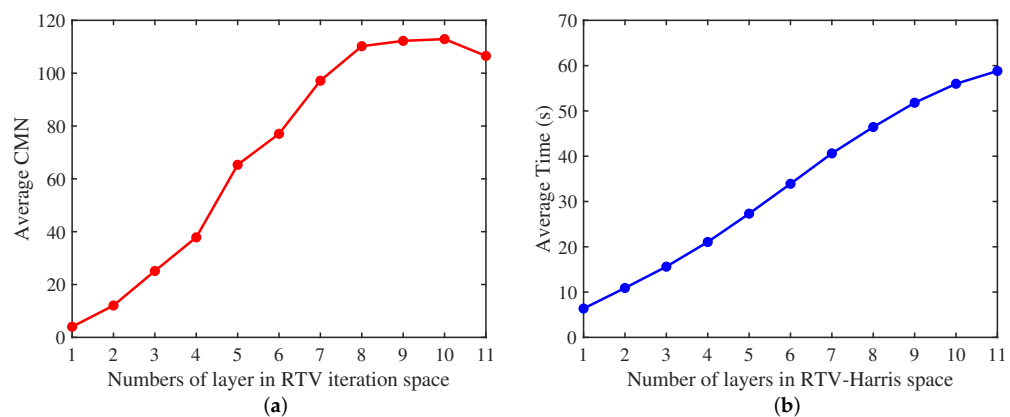 120
100
80
60
40
20
0
Average CMN
1 2 3 4 5 6 7 8 9 10 11
Numbers of layer in RTV iteration space
(a)
70
60
50
40
30
20
10
0
Average Time (s)
1 2 3 4 5 6 7 8 9 10 11
Number of layers in RTV-Harris space
(b)